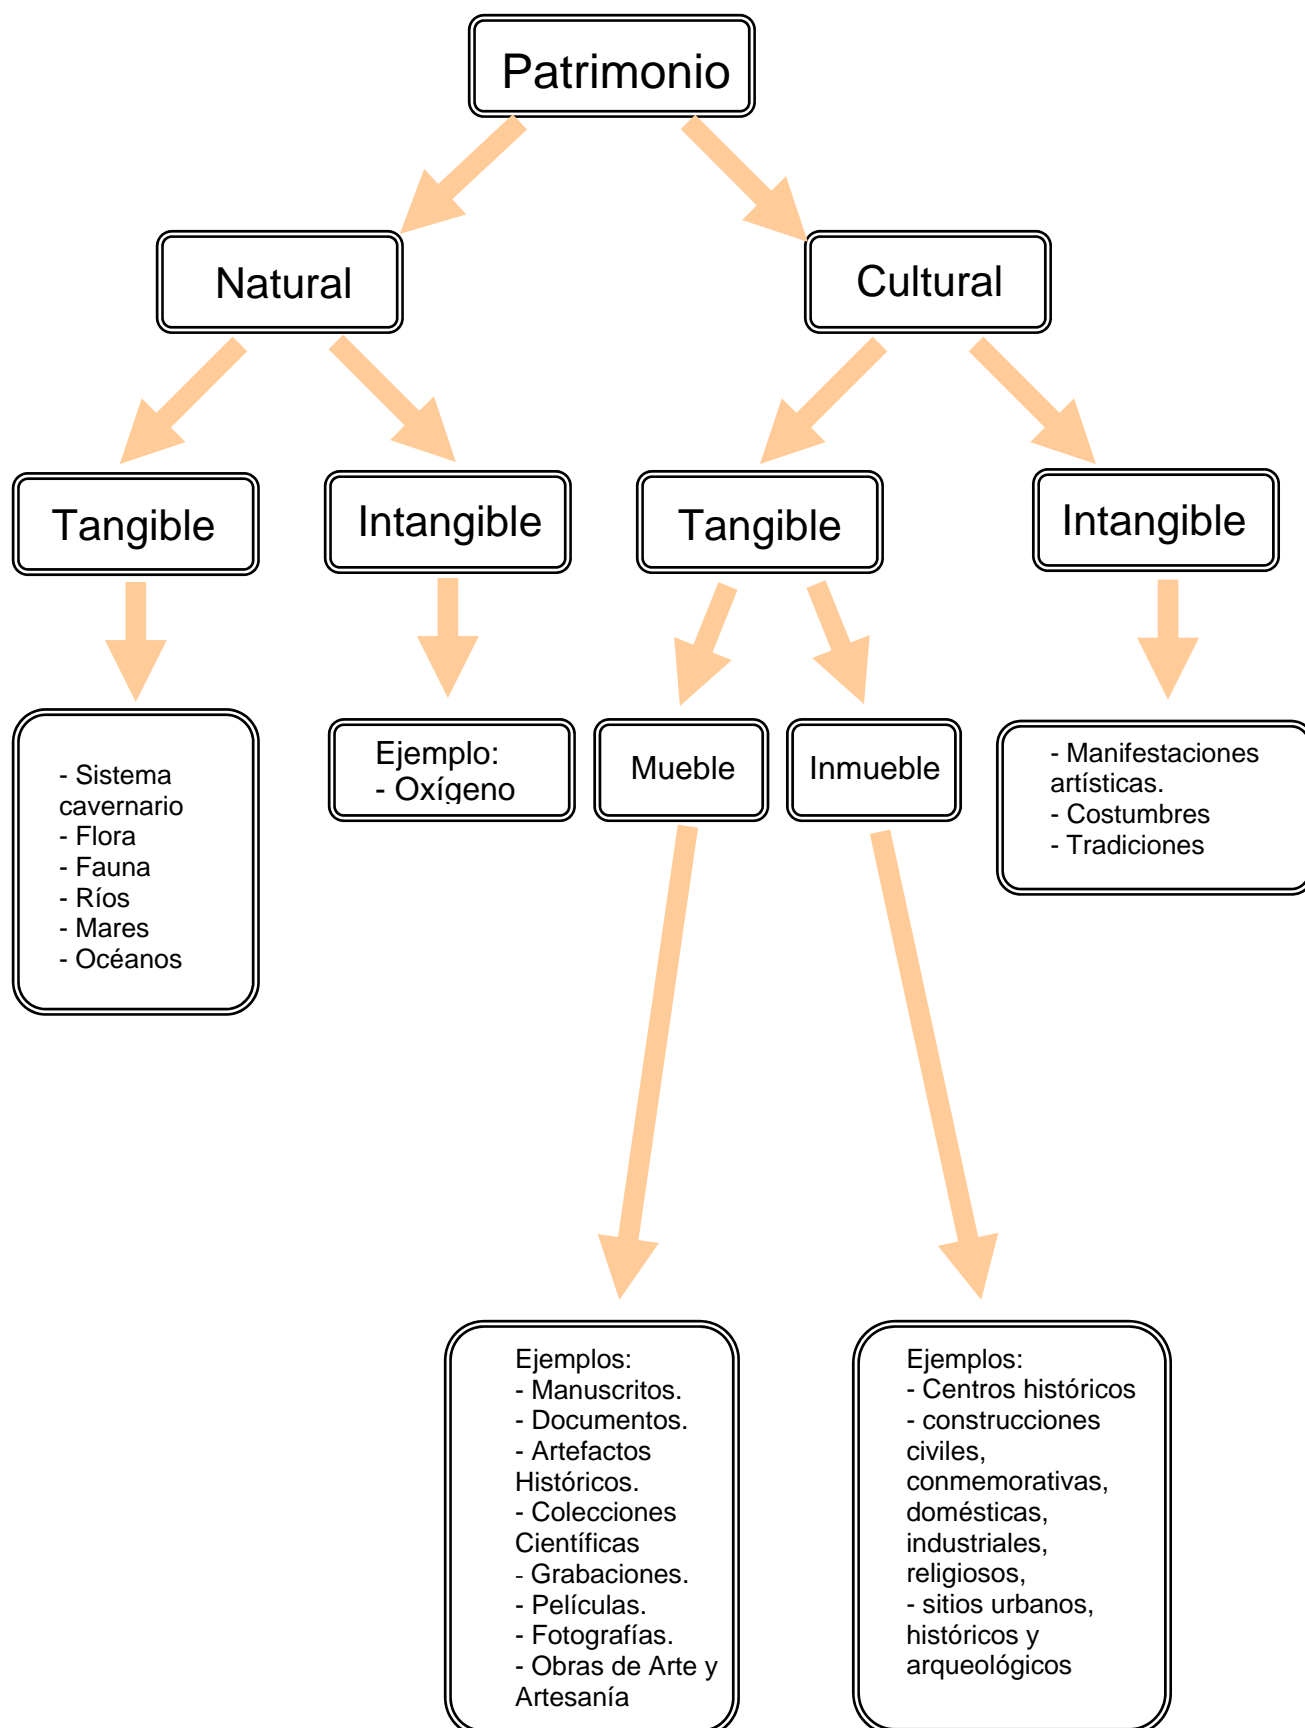 Patrimonio
Natural
Cultural
Tangible
Intangible
Tangible
Intangible
- Sistema
cavernario
- Flora
- Fauna
- Ríos
- Mares
- Océanos
Ejemplo:
- Oxígeno
Mueble
Inmueble
- Manifestaciones
artísticas.
- Costumbres
- Tradiciones
Ejemplos:
- Manuscritos.
- Documentos.
- Artefactos
Históricos.
- Colecciones
Científicas
- Grabaciones.
- Películas.
- Fotografías.
- Obras de Arte y
Artesanía
Ejemplos:
- Centros históricos
- construcciones
civiles,
conmemorativas,
domésticas,
industriales,
religiosos,
- sitios urbanos,
históricos y
arqueológicos